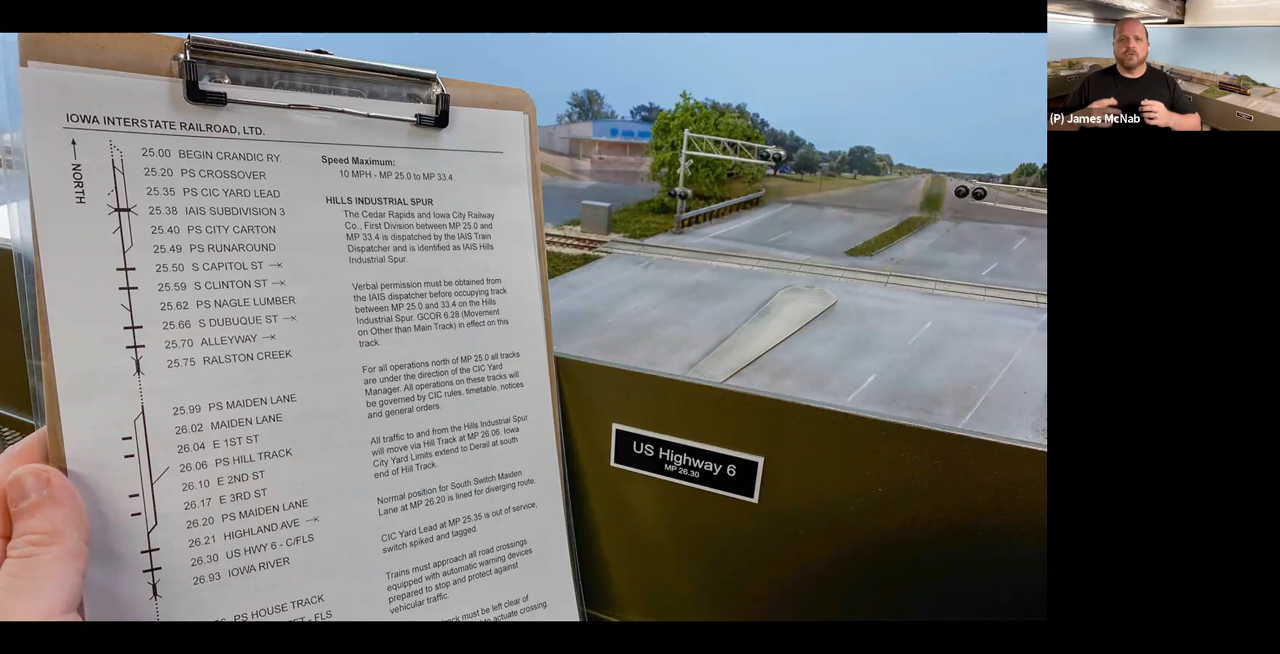 IOWA INTERSTATE RAILROAD, LTD.
NORTH
25.00 BEGIN CRANDIC RY.
25.20 PS CROSSOVER
25.35 PS CIC YARD LEAD
25.38 IAIS SUBDIVISION 3
25.40 PS CITY CARTON
25.49 PS RUNAROUND
25.50 S CAPITOL ST
25.59 S CLINTON ST
25.62 PS NAGLE LUMBER
25.66 S DUBUQUE ST
25.70 ALLEYWAY
25.75 RALSTON CREEK
25.99 PS MAIDEN LANE
26.02 MAIDEN LANE
26.04 E 1ST ST
26.06 PS HILL TRACK
26.10 E 2ND ST
26.17 E 3RD ST
26.20 PS MAIDEN LANE
26.21 HIGHLAND AVE
26.30 US HWY 6 - C/FLS
26.93 IOWA RIVER
PS HOUSE TRACK
- FLS
Speed Maximum:
10 MPH - MP 25.0 to MP 33.4
HILLS INDUSTRIAL SPUR
The Cedar Rapids and Iowa City Railway
Co., First Division between MP 25.0 and
MP 33.4 is dispatched by the IAIS Train
Dispatcher and is identified as IAIS Hills
Industrial Spur.
Verbal permission must be obtained from
the IAIS dispatcher before occupying track
between MP 25.0 and 33.4 on the Hills
Industrial Spur. GCOR 6.28 (Movement
on Other than Main Track) in effect on this
track.
For all operations north of MP 25.0 all tracks
are under the direction of the CIC Yard
Manager. All operations on these tracks will
be governed by CIC rules, timetable, notices
and general orders.
All traffic to and from the Hills Industrial Spur
will move via Hill Track at MP 26.06. Iowa
City Yard Limits extend to Derail at south
end of Hill Track.
Normal position for South Switch Maiden
Lane at MP 26.20 is lined for diverging route.
CIC Yard Lead at MP 25.35 is out of service,
switch spiked and tagged.
Trains must approach all road crossings
equipped with automatic warning devices
prepared to stop and protect against
vehicular traffic.
must be left clear of
to actuate crossing
US Highway 6
MP 26.30
(P) James McNab